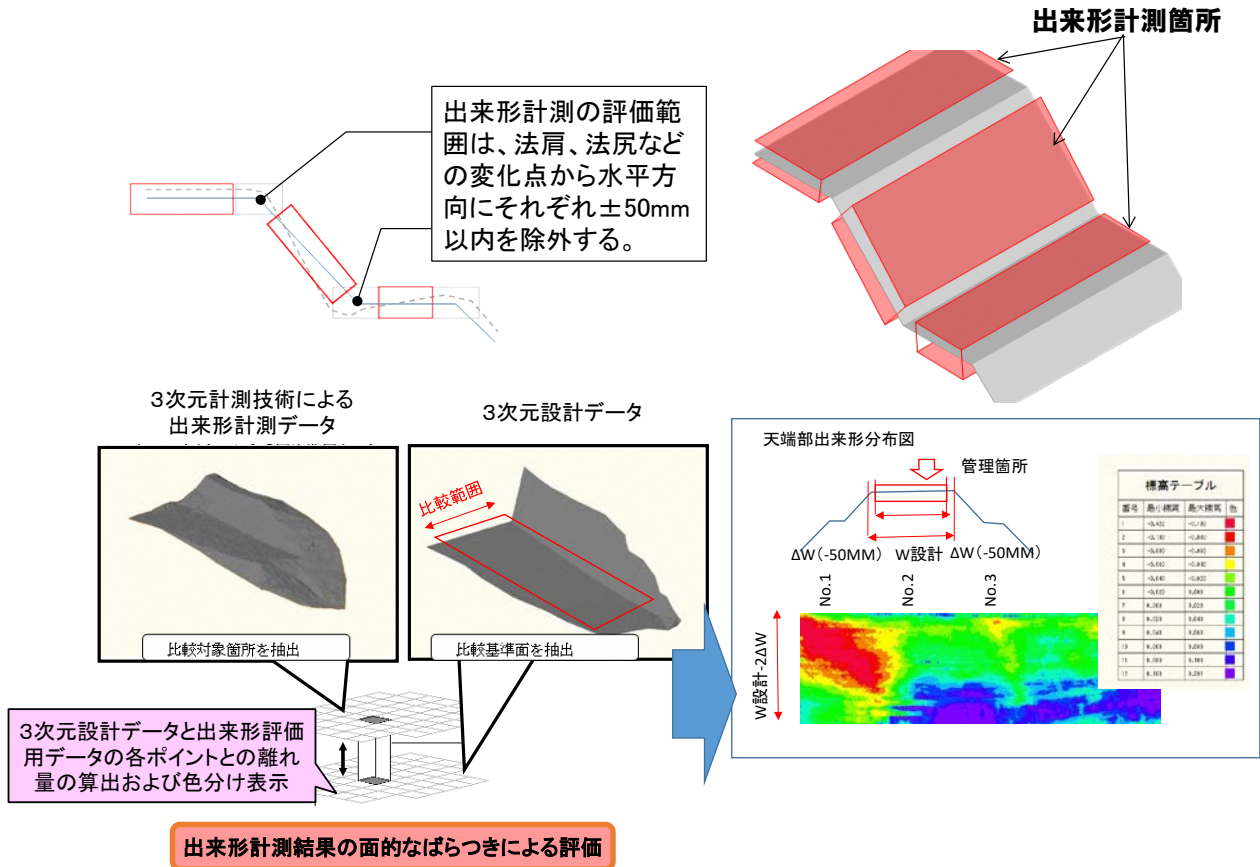 出来形計測箇所
出来形計測の評価範
囲は、法肩、法尻など
の変化点から水平方
向にそれぞれ±50mm
以内を除外する。
3次元計測技術による
出来形計測データ
3次元設計データ
比較範囲
比較対象箇所を抽出
比較基準面を抽出
3次元設計データと出来形評価
用データの各ポイントとの離れ
量の算出および色分け表示
出来形計測結果の面的なばらつきによる評価
天端部出来形分布図
管理箇所
ΔW(-50MM)
W設計
ΔW(-50MM)
No.1
No.2
No.3
W設計-2ΔW
標高テーブル
番号 最小標高 最大標高 色